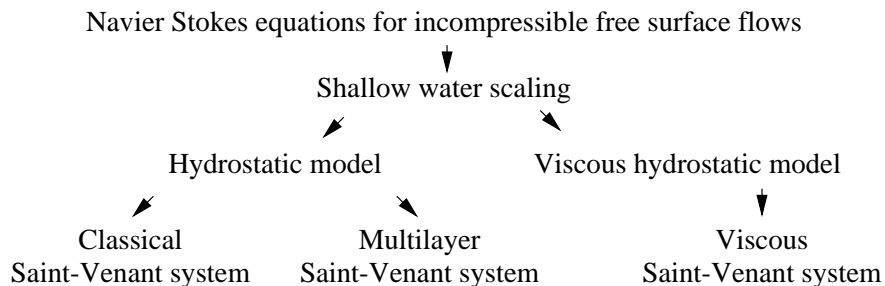 Navier Stokes equations for incompressible free surface flows
Shallow water scaling
Hydrostatic model
Viscous hydrostatic model
Classical
Saint-Venant system
Multilayer
Saint-Venant system
Viscous
Saint-Venant system